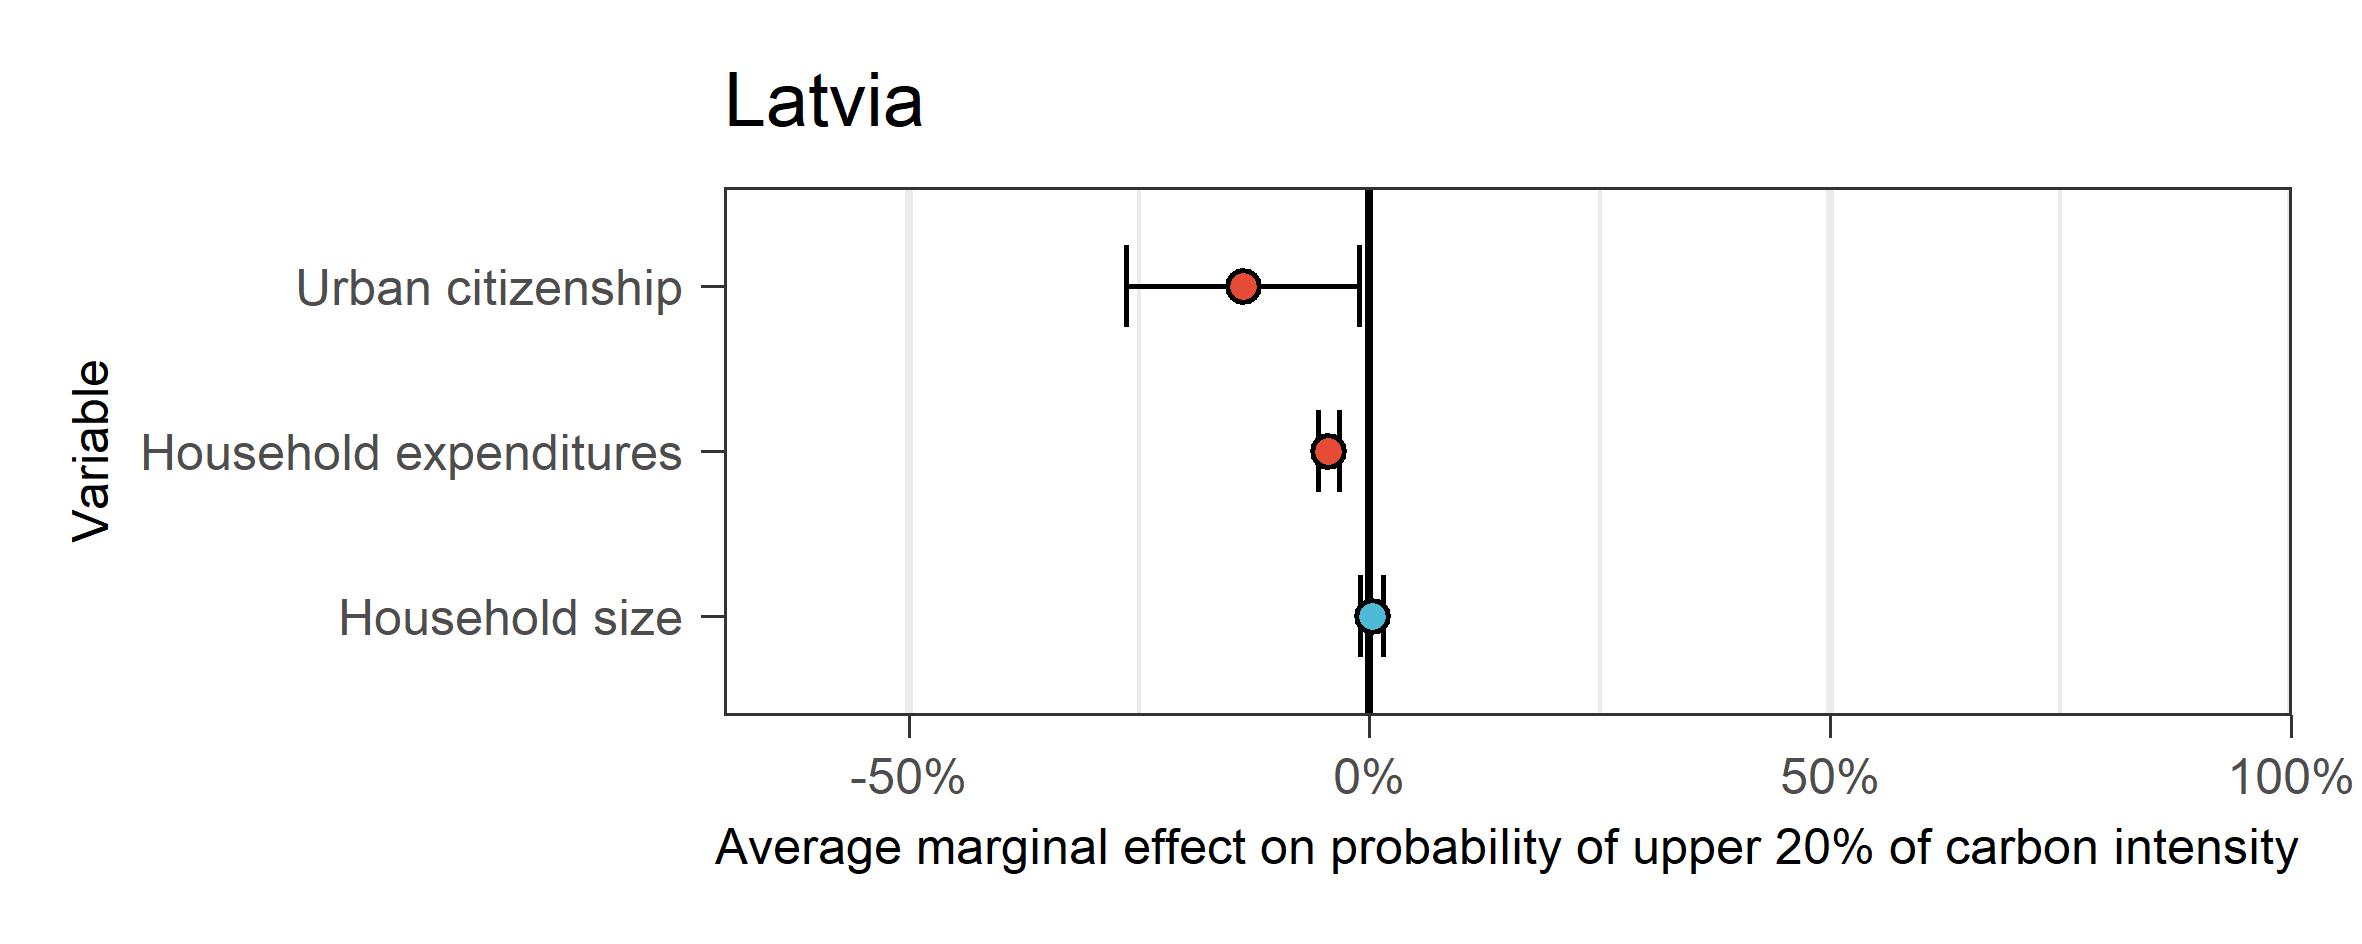 Latvia
Variable
Urban citizenship
Household expenditures
Household size
-50%
0%
50%
100%
Average marginal effect on probability of upper 20% of carbon intensity